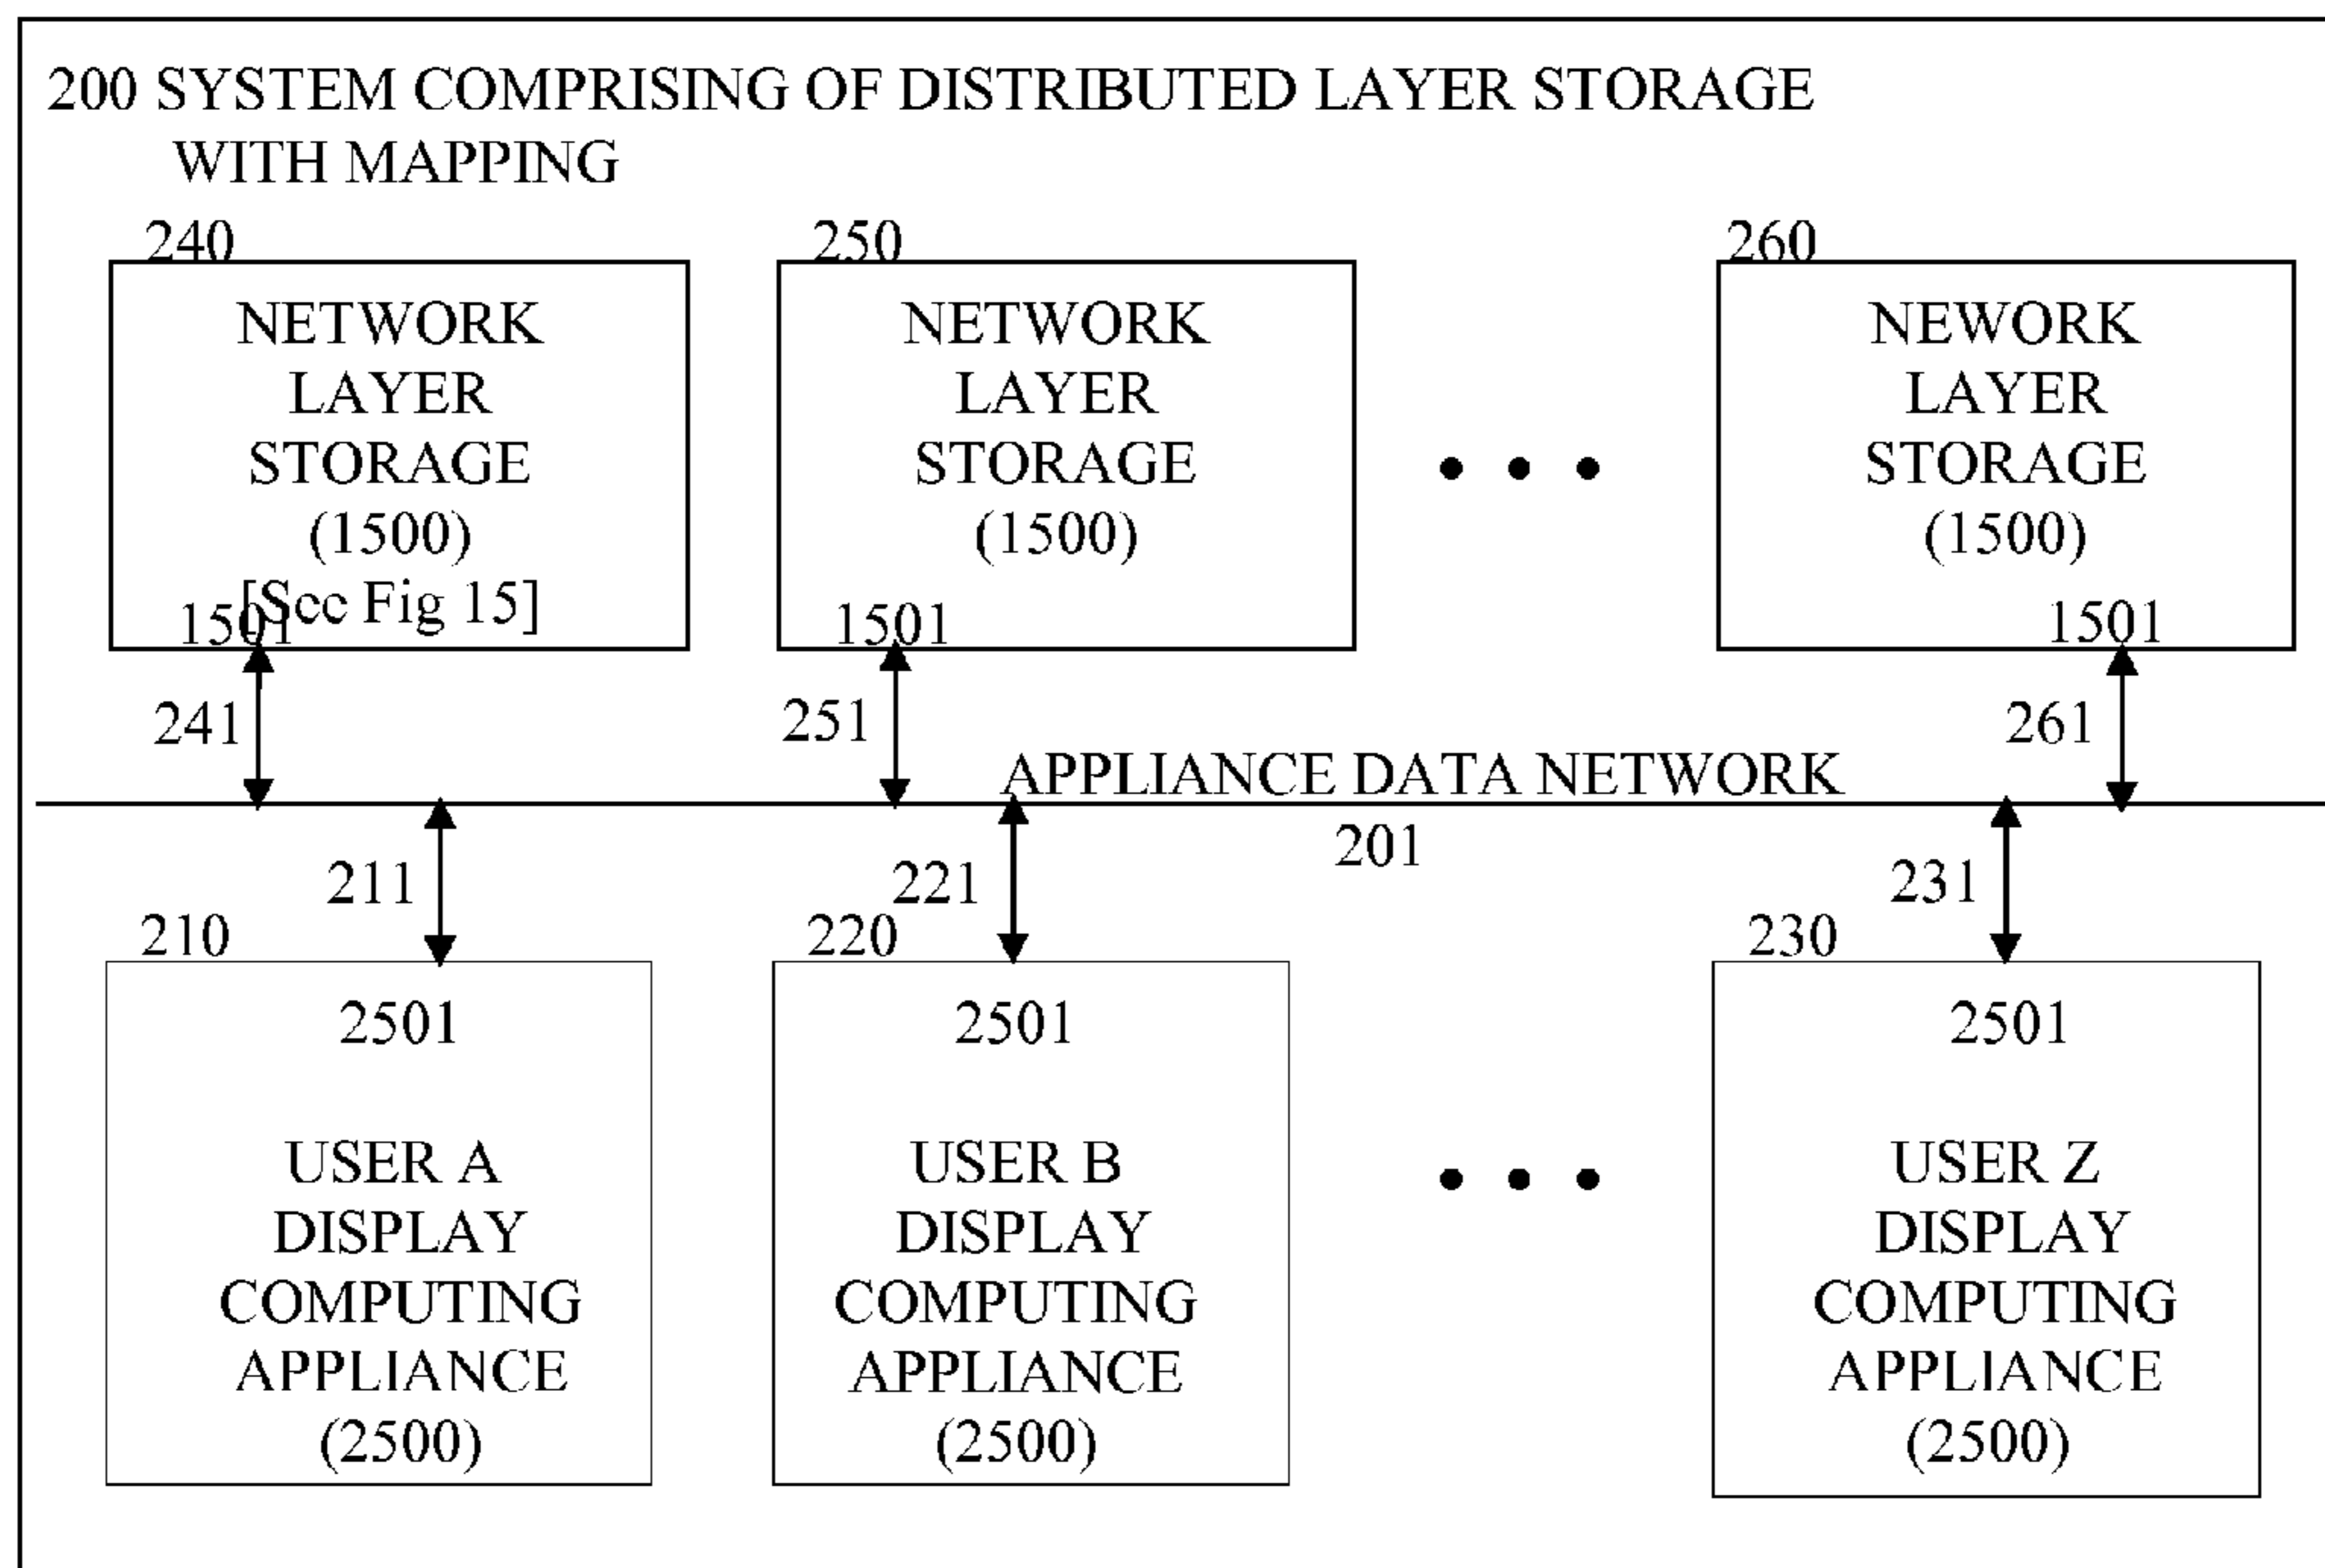 200 SYSTEM COMPRISING OF DISTRIBUTED LAYER STORAGE
WITH MAPPING
240
NETWORK
LAYER
STORAGE
(1500)
[See Fig 15]
1501
250
NETWORK
LAYER
STORAGE
(1500)
1501
260
NEWORK
LAYER
STORAGE
(1500)
1501
241
251
261
APPLIANCE DATA NETWORK
201
211
221
231
210
2501
USER A
DISPLAY
COMPUTING
APPLIANCE
(2500)
220
2501
USER B
DISPLAY
COMPUTING
APPLIANCE
(2500)
230
2501
USER Z
DISPLAY
COMPUTING
APPLIANCE
(2500)